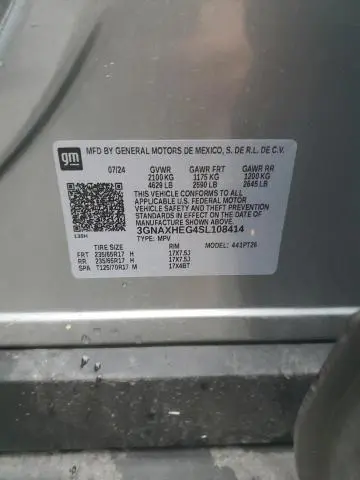 MFD BY GENERAL MOTORS DE MEXICO, S. DE R.L. DE C.V.
gm
07/24 GVWR GAWR FRT GAWR RR
2100 KG 1175 KG 1200 KG
4629 LB 2590 LB 2645 LB
THIS VEHICLE CONFORMS TO ALL
APPLICABLE U.S. FEDERAL MOTOR
VEHICLE SAFETY AND THEFT
PREVENTION STANDARDS IN EFFECT ON
THE DATE OF MANUFACTURE SHOWN ABOVE.
3GNAXHEG4SL108414
TYPE: MPV MODEL: 441PT26
TIRE SIZE RIM
FRT 235/65R17 H 17X7.5J
RR 235/65R17 H 17X7.5J
SPA T125/70R17 M 17X4BT